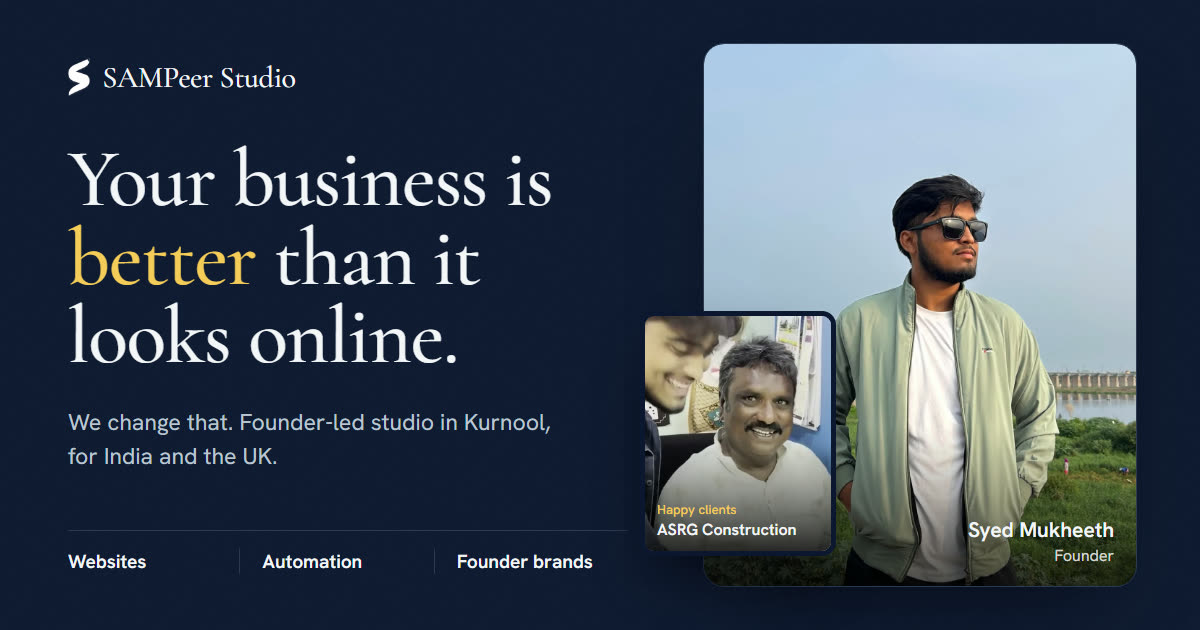 SAMPeer Studio
Your business is
better than it
looks online.
We change that. Founder-led studio in Kurnool,
for India and the UK.
Websites
Automation
Founder brands
Happy clients
ASRG Construction
Syed Mukheeth
Founder